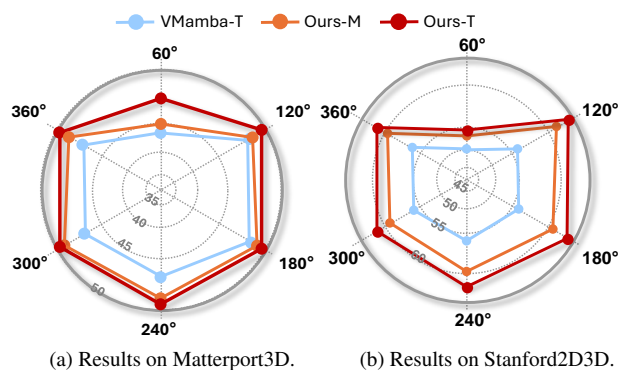 VMamba-T Ours-M Ours-T
60° 60°
360° 120° 360° 120°
35 45
40 50
45 55
50 60
300° 180° 300° 180°
240° 240°
(a) Results on Matterport3D. (b) Results on Stanford2D3D.